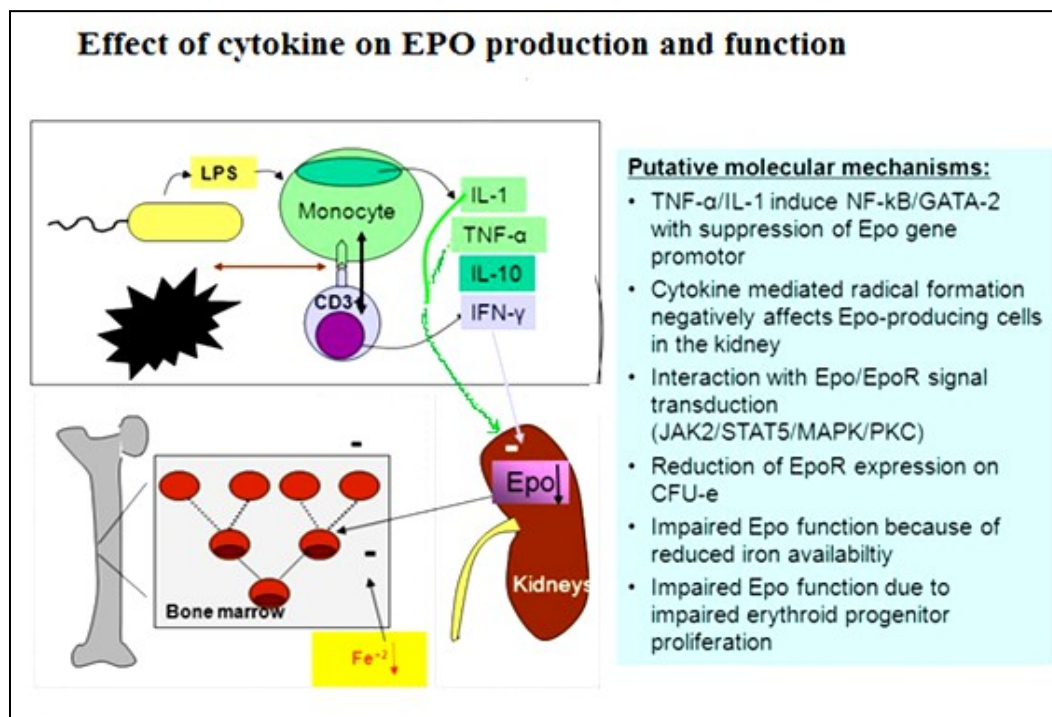 Effect of cytokine on EPO production and function
LPS
Monocyte
CD3+
IL-1
TNF-α
IL-10
IFN-γ
-
-
Epo
Kidneys
-
Bone marrow
Fe+2
Putative molecular mechanisms:
• TNF-α/IL-1 induce NF-kB/GATA-2
with suppression of Epo gene
promotor
• Cytokine mediated radical formation
negatively affects Epo-producing cells
in the kidney
• Interaction with Epo/EpoR signal
transduction
(JAK2/STAT5/MAPK/PKC)
• Reduction of EpoR expression on
CFU-e
• Impaired Epo function because of
reduced iron availabiltiy
• Impaired Epo function due to
impaired erythroid progenitor
proliferation